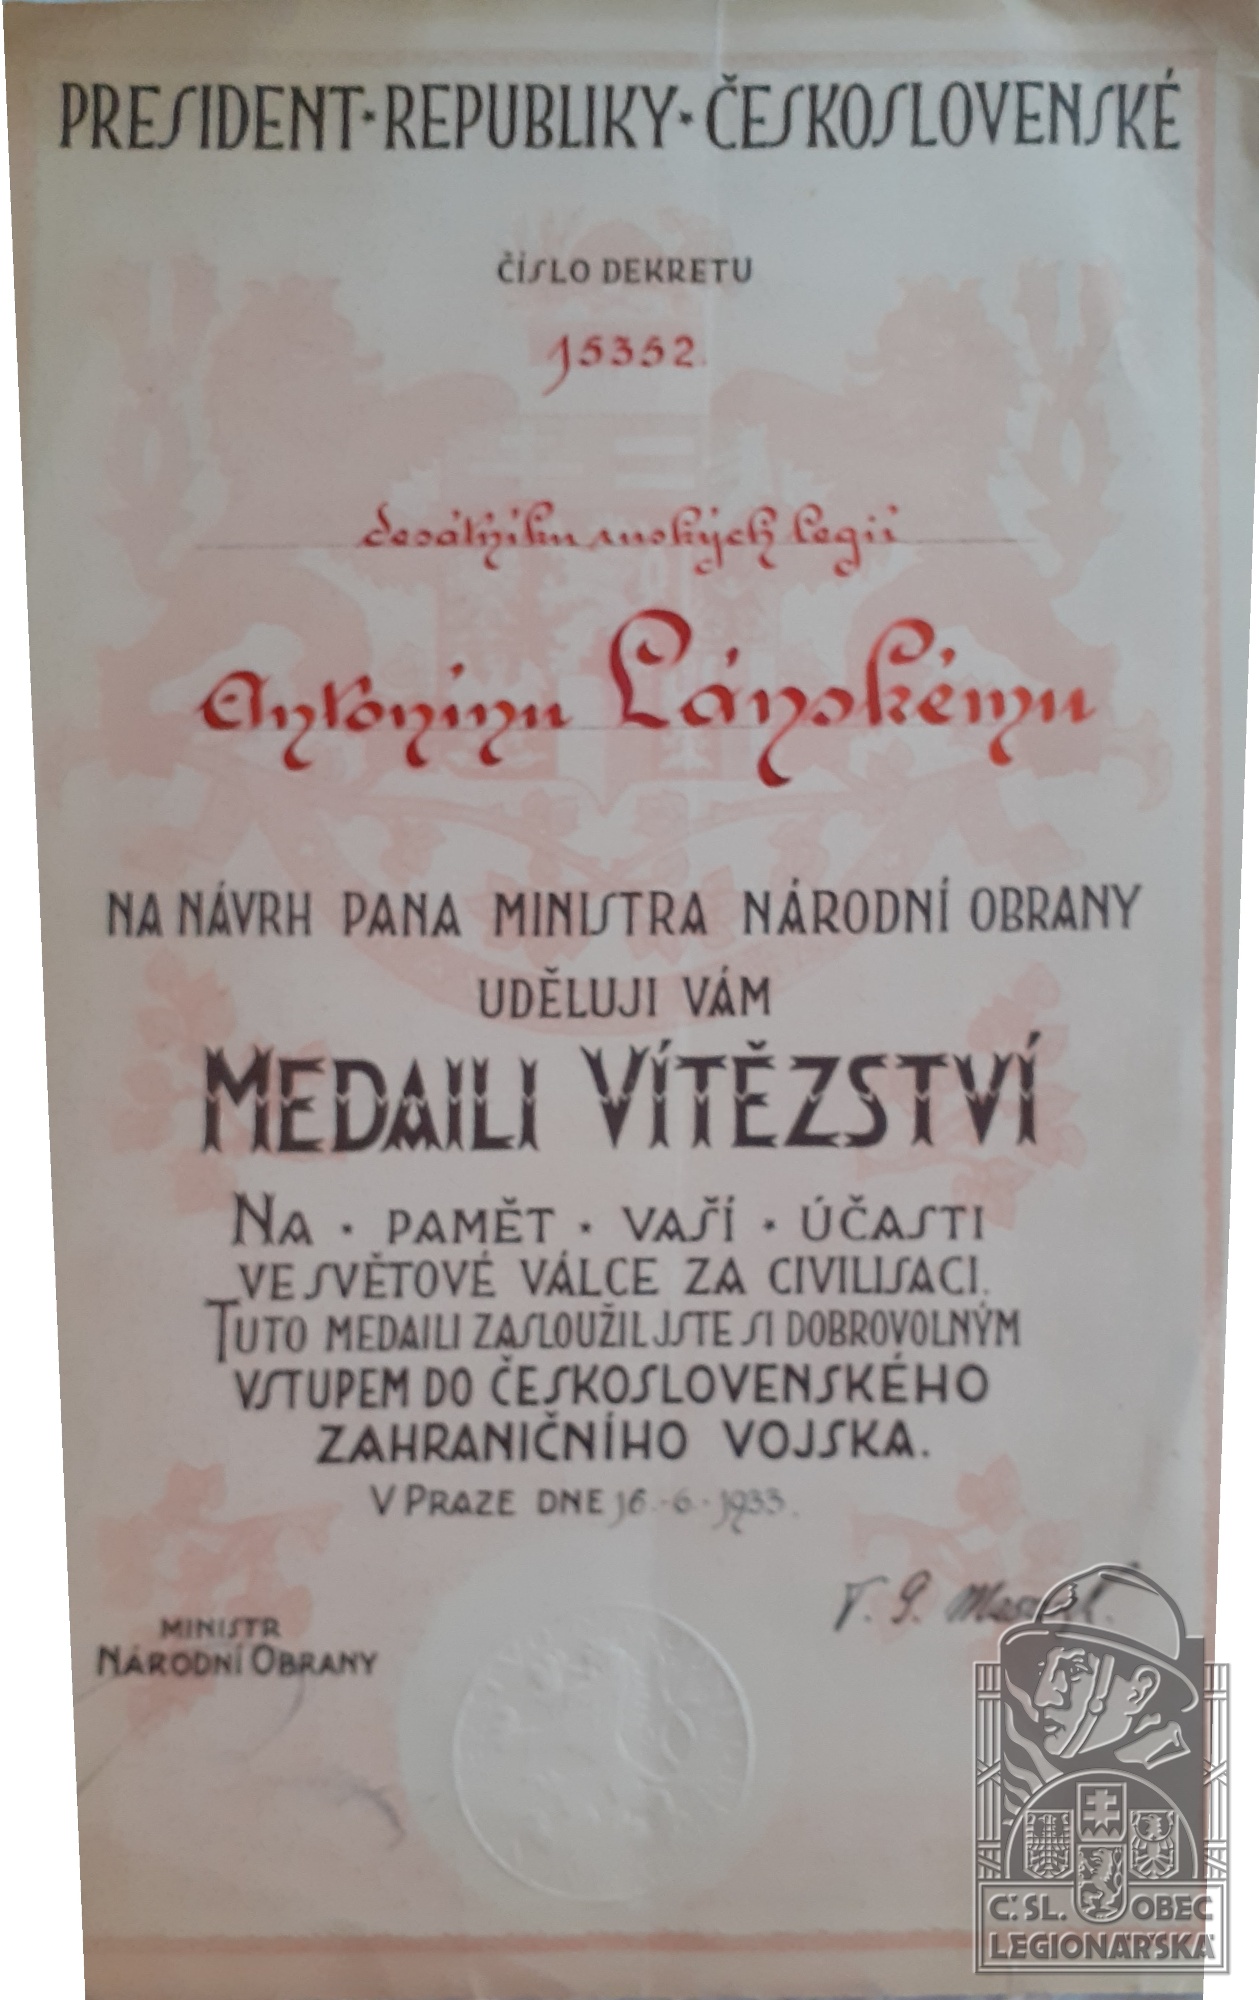 PRESIDENT · REPUBLIKY · ČESKOSLOVENSKÉ
ČÍSLO DEKRETU
15352.
desátníku ruských legií
Antonínu Lánskému
NA NÁVRH PANA MINISTRA NÁRODNÍ OBRANY
UDĚLUJI VÁM
MEDAILI VÍTĚZSTVÍ
NA · PAMĚT · VAŠÍ · ÚČASTI
VE SVĚTOVÉ VÁLCE ZA CIVILISACI.
TUTO MEDAILI ZASLOUŽIL JSTE SI DOBROVOLNÝM
VSTUPEM DO ČESKOSLOVENSKÉHO
ZAHRANIČNÍHO VOJSKA.
V PRAZE DNE 16.-6.-1933.
T. G. Masaryk.
MINISTR
NÁRODNÍ OBRANY
Č. SL. OBEC
LEGIONÁŘSKÁ